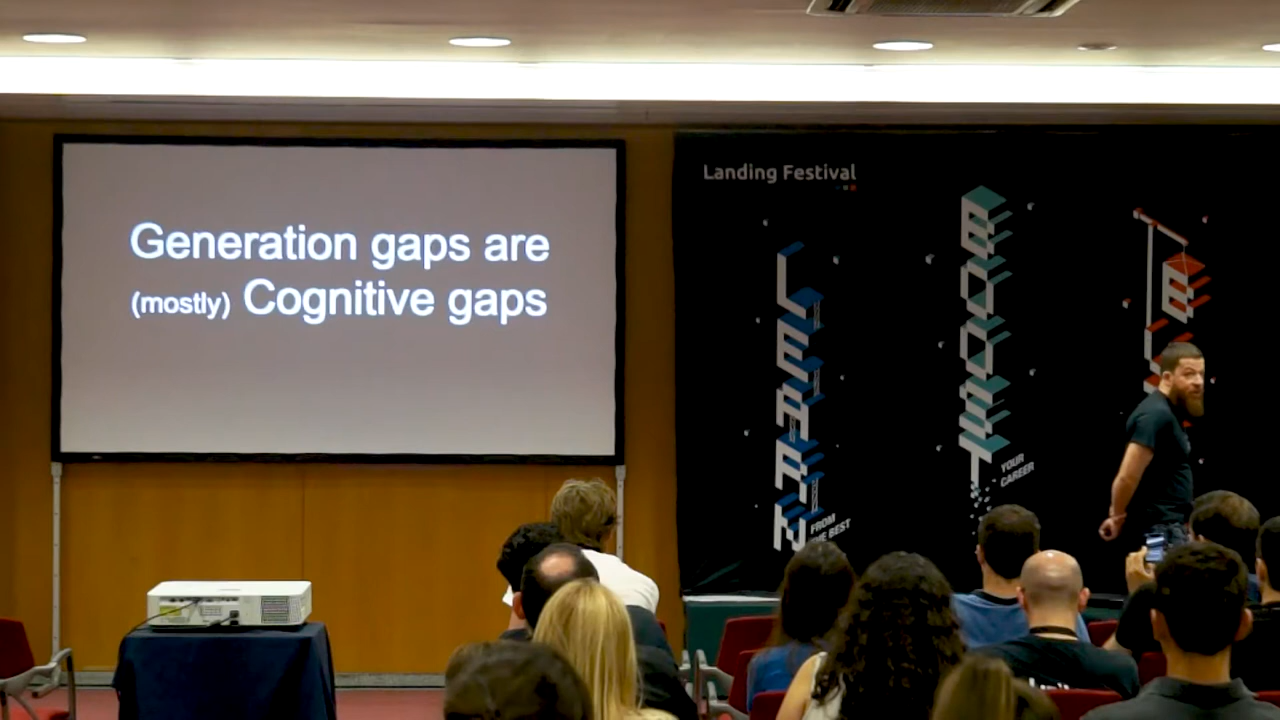 Generation gaps are
(mostly) Cognitive gaps
Landing Festival
LEARN
FROM
THE BEST
BOOST
YOUR
CAREER